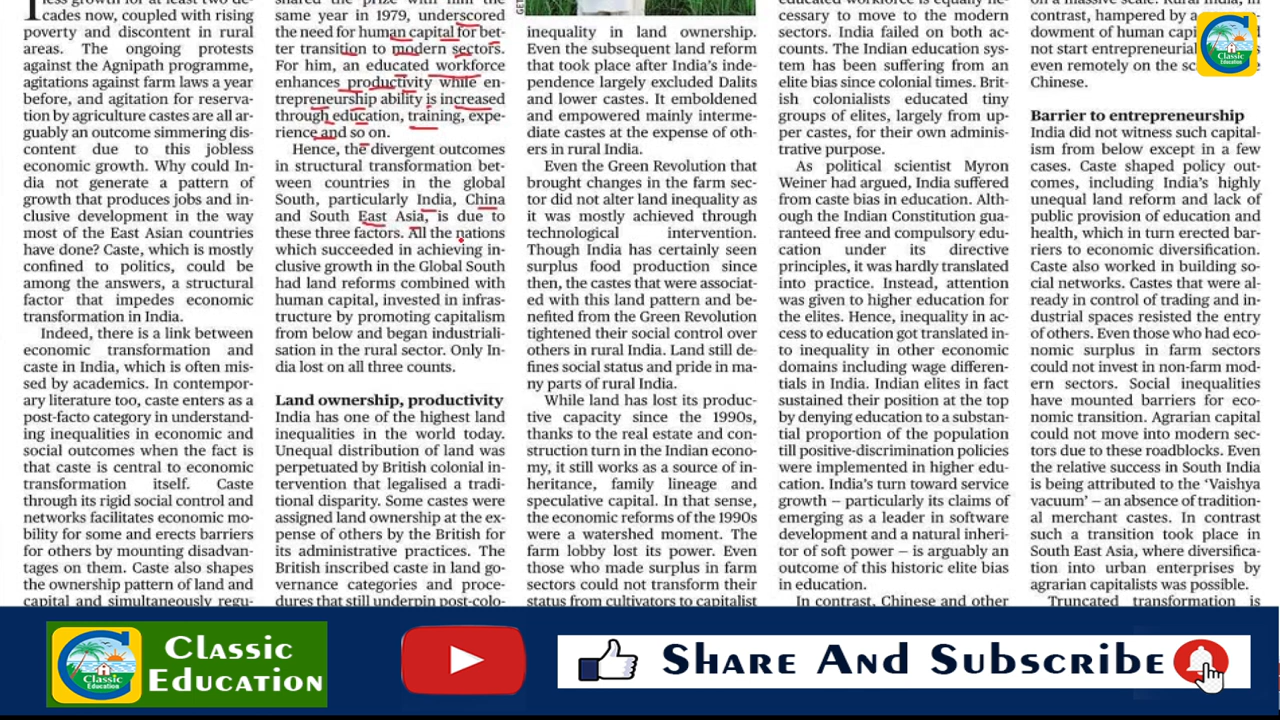 less growth for at least two de-
cades now, coupled with rising
poverty and discontent in rural
areas. The ongoing protests
against the Agnipath programme,
agitations against farm laws a year
before, and agitation for reserva-
tion by agriculture castes are all ar-
guably an outcome simmering dis-
content due to this jobless
economic growth. Why could In-
dia not generate a pattern of
growth that produces jobs and in-
clusive development in the way
most of the East Asian countries
have done? Caste, which is mostly
confined to politics, could be
among the answers, a structural
factor that impedes economic
transformation in India.
Indeed, there is a link between
economic transformation and
caste in India, which is often mis-
sed by academics. In contempor-
ary literature too, caste enters as a
post-facto category in understand-
ing inequalities in economic and
social outcomes when the fact is
that caste is central to economic
transformation itself. Caste
through its rigid social control and
networks facilitates economic mo-
bility for some and erects barriers
for others by mounting disadvan-
tages on them. Caste also shapes
the ownership pattern of land and
capital and simultaneously regu-
shared the prize with him the
same year in 1979, underscored
the need for human capital for bet-
ter transition to modern sectors.
For him, an educated workforce
enhances productivity while en-
trepreneurship ability is increased
through education, training, expe-
rience and so on.
Hence, the divergent outcomes
in structural transformation bet-
ween countries in the global
South, particularly India, China
and South East Asia, is due to
these three factors. All the nations
which succeeded in achieving in-
clusive growth in the Global South
had land reforms combined with
human capital, invested in infras-
tructure by promoting capitalism
from below and began industriali-
sation in the rural sector. Only In-
dia lost on all three counts.
Land ownership, productivity
India has one of the highest land
inequalities in the world today.
Unequal distribution of land was
perpetuated by British colonial in-
tervention that legalised a tradi-
tional disparity. Some castes were
assigned land ownership at the ex-
pense of others by the British for
its administrative practices. The
British inscribed caste in land go-
vernance categories and proce-
dures that still underpin post-colo-
inequality in land ownership.
Even the subsequent land reform
that took place after India's inde-
pendence largely excluded Dalits
and lower castes. It emboldened
and empowered mainly interme-
diate castes at the expense of oth-
ers in rural India.
Even the Green Revolution that
brought changes in the farm sec-
tor did not alter land inequality as
it was mostly achieved through
technological intervention.
Though India has certainly seen
surplus food production since
then, the castes that were associat-
ed with this land pattern and be-
nefited from the Green Revolution
tightened their social control over
others in rural India. Land still de-
fines social status and pride in ma-
ny parts of rural India.
While land has lost its produc-
tive capacity since the 1990s,
thanks to the real estate and con-
struction turn in the Indian econo-
my, it still works as a source of in-
heritance, family lineage and
speculative capital. In that sense,
the economic reforms of the 1990s
were a watershed moment. The
farm lobby lost its power. Even
those who made surplus in farm
sectors could not transform their
status from cultivators to capitalist
educated workforce is equally ne-
cessary to move to the modern
sectors. India failed on both ac-
counts. The Indian education sys-
tem has been suffering from an
elite bias since colonial times. Brit-
ish colonialists educated tiny
groups of elites, largely from up-
per castes, for their own adminis-
trative purpose.
As political scientist Myron
Weiner had argued, India suffered
from caste bias in education. Alth-
ough the Indian Constitution gua-
ranteed free and compulsory edu-
cation under its directive
principles, it was hardly translated
into practice. Instead, attention
was given to higher education for
the elites. Hence, inequality in ac-
cess to education got translated in-
to inequality in other economic
domains including wage differen-
tials in India. Indian elites in fact
sustained their position at the top
by denying education to a substan-
tial proportion of the population
till positive-discrimination policies
were implemented in higher edu-
cation. India's turn toward service
growth – particularly its claims of
emerging as a leader in software
development and a natural inheri-
tor of soft power – is arguably an
outcome of this historic elite bias
in education.
In contrast, Chinese and other
on a massive scale. Rural India, in
contrast, hampered by a
dowment of human capital
not start entrepreneurial
even remotely on the
Chinese.
Barrier to entrepreneurship
India did not witness such capital-
ism from below except in a few
cases. Caste shaped policy out-
comes, including India's highly
unequal land reform and lack of
public provision of education and
health, which in turn erected bar-
riers to economic diversification.
Caste also worked in building so-
cial networks. Castes that were al-
ready in control of trading and in-
dustrial spaces resisted the entry
of others. Even those who had eco-
nomic surplus in farm sectors
could not invest in non-farm mod-
ern sectors. Social inequalities
have mounted barriers for eco-
nomic transition. Agrarian capital
could not move into modern sec-
tors due to these roadblocks. Even
the relative success in South India
is being attributed to the 'Vaishya
vacuum' – an absence of tradition-
al merchant castes. In contrast
such a transition took place in
South East Asia, where diversifica-
tion into urban enterprises by
agrarian capitalists was possible.
Truncated transformation is
Classic
Education
Classic
Education
Classic
Education
Share And Subscribe